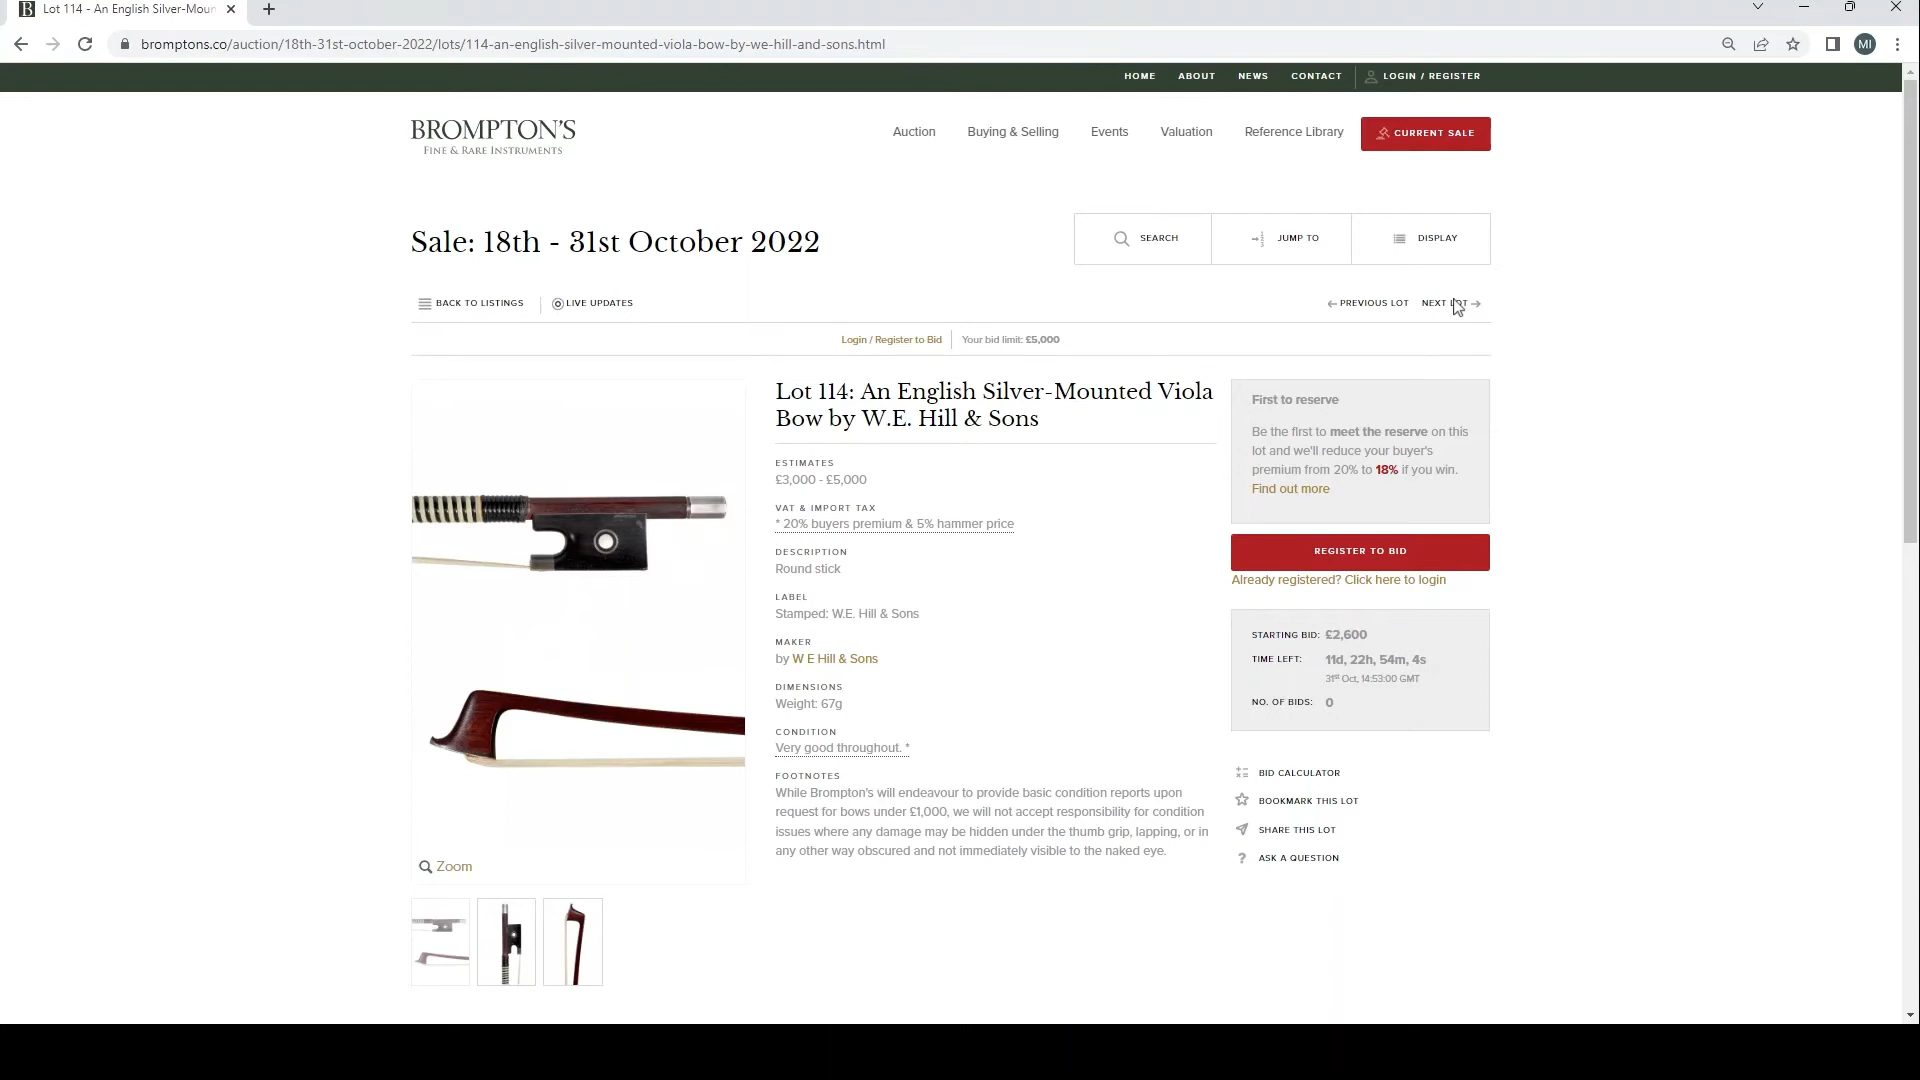 Lot 114 - An English Silver-Moun
bromptons.co/auction/18th-31st-october-2022/lots/114-an-english-silver-mounted-viola-bow-by-we-hill-and-sons.html
MI
HOME ABOUT NEWS CONTACT LOGIN / REGISTER
BROMPTON'S
FINE & RARE INSTRUMENTS
Auction Buying & Selling Events Valuation Reference Library CURRENT SALE
Sale: 18th - 31st October 2022
SEARCH JUMP TO DISPLAY
BACK TO LISTINGS LIVE UPDATES
PREVIOUS LOT NEXT LOT
Login / Register to Bid Your bid limit: £5,000
Lot 114: An English Silver-Mounted Viola
Bow by W.E. Hill & Sons
ESTIMATES
£3,000 - £5,000
VAT & IMPORT TAX
* 20% buyers premium & 5% hammer price
DESCRIPTION
Round stick
LABEL
Stamped: W.E. Hill & Sons
MAKER
by W E Hill & Sons
DIMENSIONS
Weight: 67g
CONDITION
Very good throughout. *
FOOTNOTES
While Brompton's will endeavour to provide basic condition reports upon
request for bows under £1,000, we will not accept responsibility for condition
issues where any damage may be hidden under the thumb grip, lapping, or in
any other way obscured and not immediately visible to the naked eye.
Zoom
First to reserve
Be the first to meet the reserve on this
lot and we'll reduce your buyer's
premium from 20% to 18% if you win.
Find out more
REGISTER TO BID
Already registered? Click here to login
STARTING BID: £2,600
TIME LEFT: 11d, 22h, 54m, 4s
31st Oct, 14:53:00 GMT
NO. OF BIDS: 0
BID CALCULATOR
BOOKMARK THIS LOT
SHARE THIS LOT
ASK A QUESTION